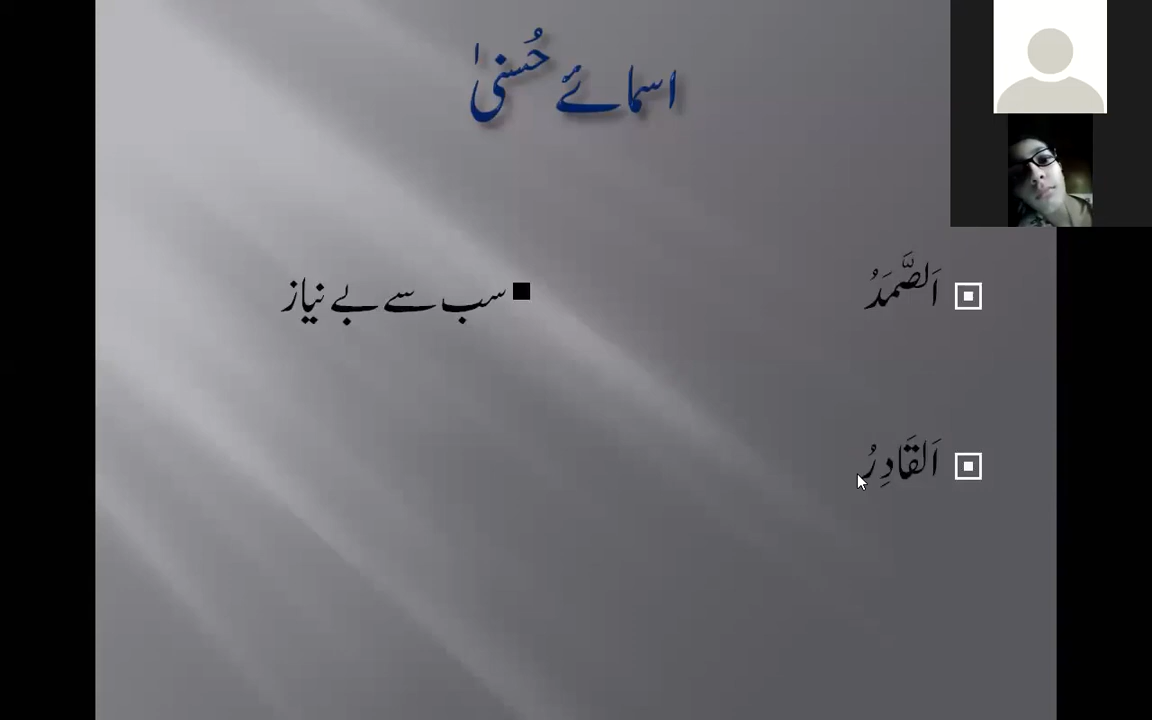 اسمائے حُسنیٰ
اَلصَّمَدُ
سب سے بے نیاز
اَلقَادِرُ